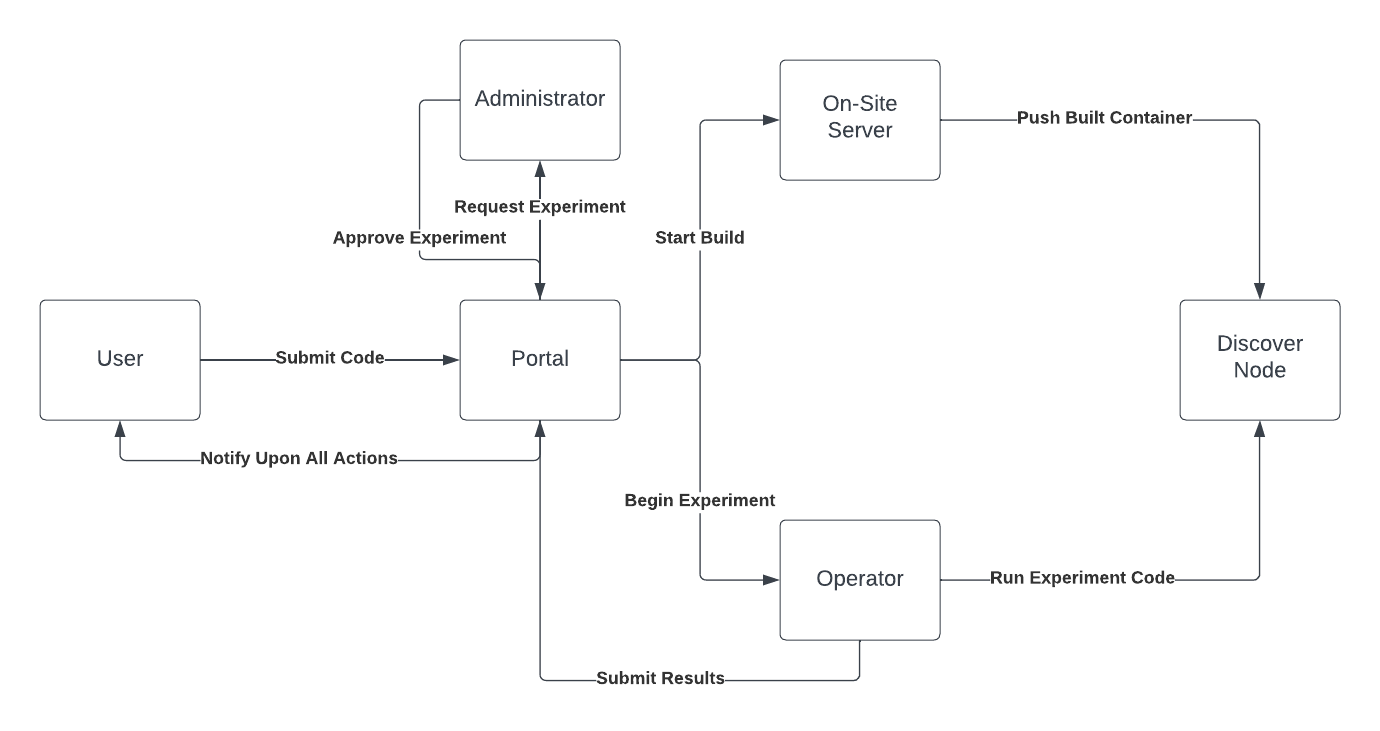 Administrator
On-Site
Server
Push Built Container
Request Experiment
Approve Experiment
Start Build
User
Submit Code
Portal
Discover
Node
Notify Upon All Actions
Begin Experiment
Operator
Run Experiment Code
Submit Results